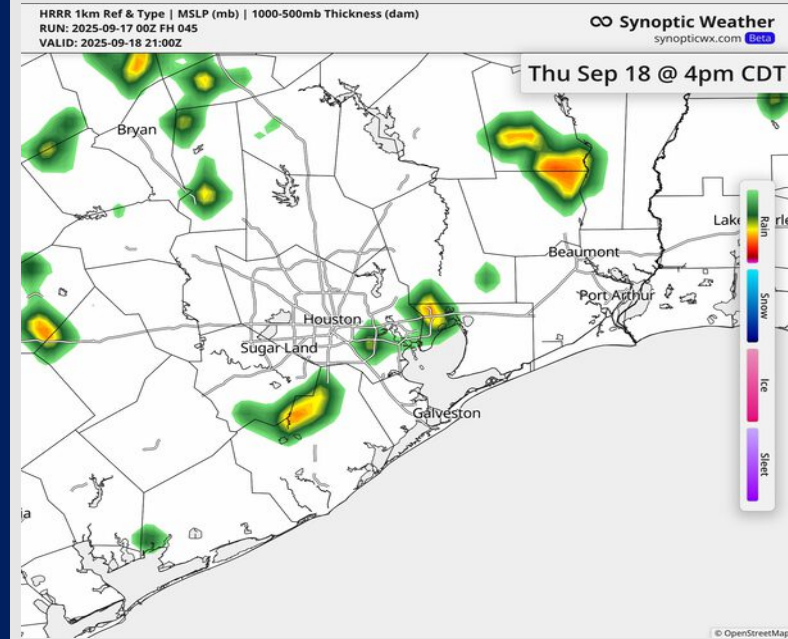 HRRR 1km Ref & Type | MSLP (mb) | 1000-500mb Thickness (dam)
RUN: 2025-09-17 00Z FH 045
VALID: 2025-09-18 21:00Z
Synoptic Weather
synopticwx.com Beta
Thu Sep 18 @ 4pm CDT
Bryan
Lake
Beaumont
Port Arthur
Houston
Sugar Land
Galveston
Rain
Snow
Ice
Sleet
© OpenStreetMap